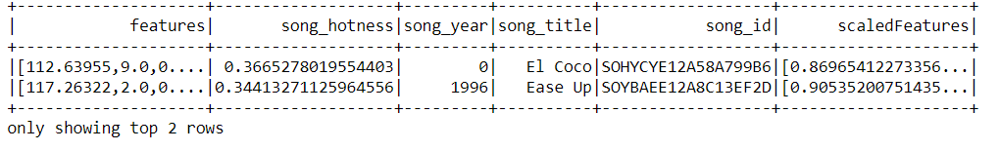 +--------------------+-------------------+---------+----------+------------------+--------------------+
|            features|       song_hotness|song_year|song_title|           song_id|      scaledFeatures|
+--------------------+-------------------+---------+----------+------------------+--------------------+
|[112.63955,9.0,0....| 0.3665278019554403|        0|   El Coco|SOHYCYE12A58A799B6|[0.86965412273356...|
|[117.26322,2.0,0....|0.34413271125964556|     1996|   Ease Up|SOYBAEE12A8C13EF2D|[0.90535200751435...|
+--------------------+-------------------+---------+----------+------------------+--------------------+
only showing top 2 rows